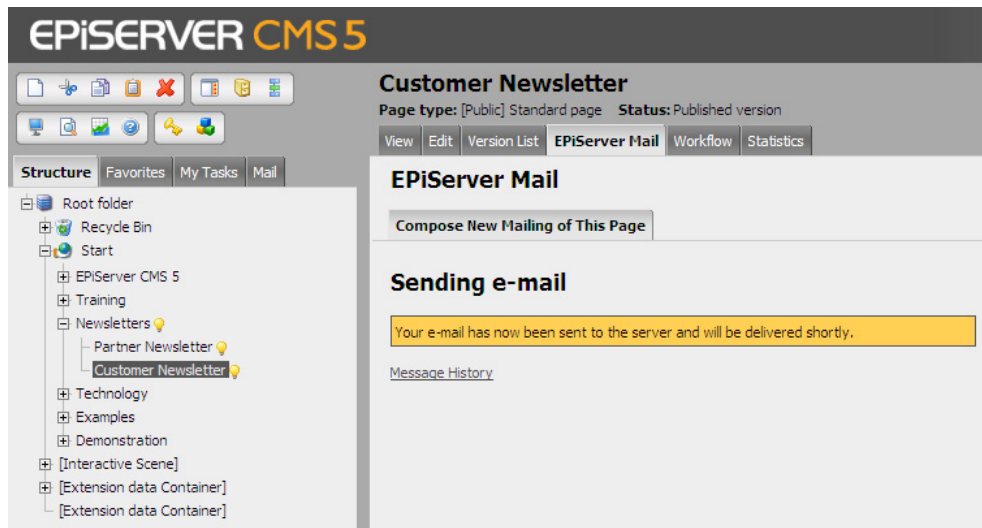 EPiSERVER CMS 5
Customer Newsletter
Page type: [Public] Standard page Status: Published version
View Edit Version List EPiServer Mail Workflow Statistics
Structure Favorites My Tasks Mail
Root folder
Recycle Bin
Start
EPiServer CMS 5
Training
Newsletters
Partner Newsletter
Customer Newsletter
Technology
Examples
Demonstration
[Interactive Scene]
[Extension data Container]
[Extension data Container]
EPiServer Mail
Compose New Mailing of This Page
Sending e-mail
Your e-mail has now been sent to the server and will be delivered shortly.
Message History